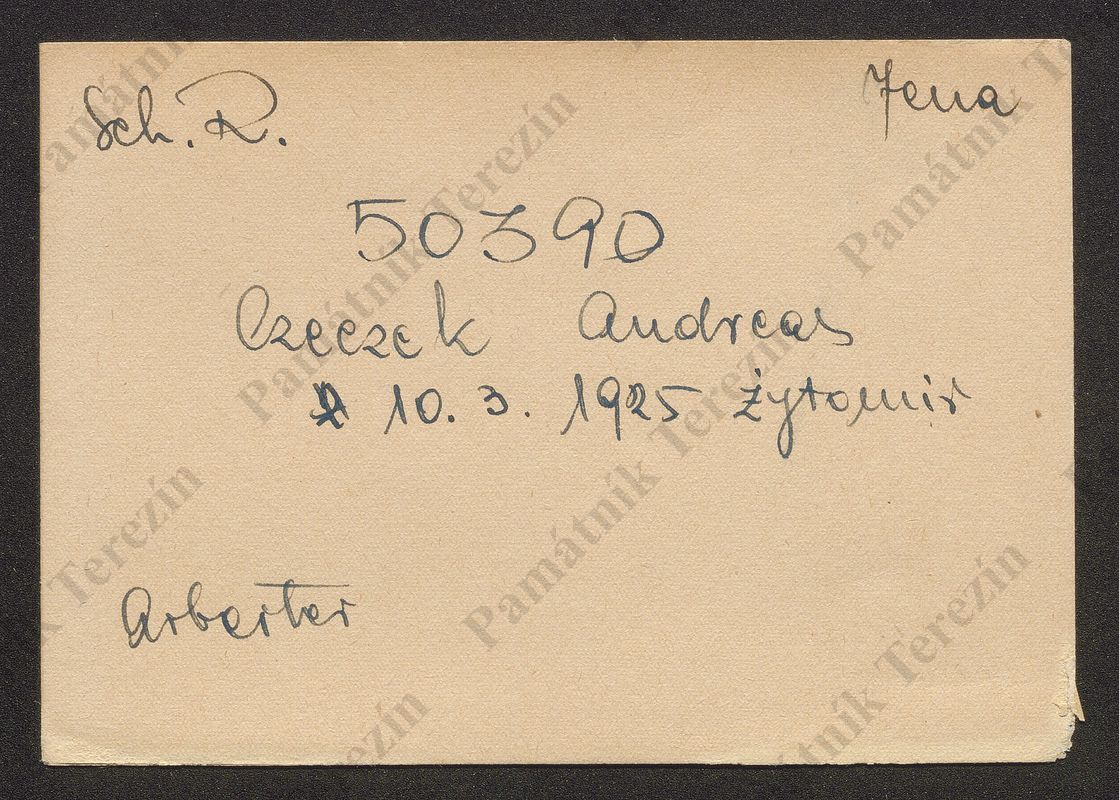 Sch. R. Jena
50390
Czeczek Andreas
10. 3. 1925 Żytomir
Arbeiter
Památník Terezín